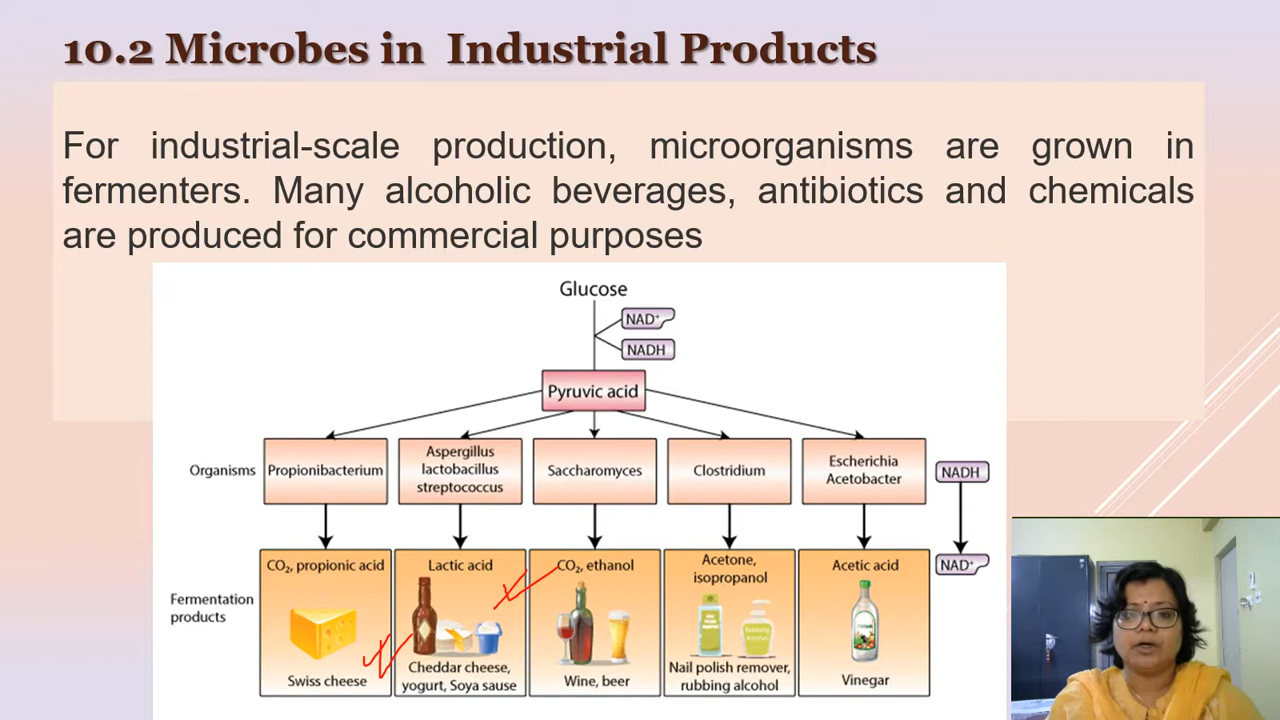 10.2 Microbes in Industrial Products
For industrial-scale production, microorganisms are grown in
fermenters. Many alcoholic beverages, antibiotics and chemicals
are produced for commercial purposes
Glucose
NAD⁺
NADH
Pyruvic acid
Organisms
Propionibacterium
Aspergillus
lactobacillus
streptococcus
Saccharomyces
Clostridium
Escherichia
Acetobacter
NADH
Fermentation
products
CO₂, propionic acid
Swiss cheese
Lactic acid
Cheddar cheese,
yogurt, Soya sause
CO₂, ethanol
Wine, beer
Acetone,
isopropanol
Rubbing
Alcohol
Nail polish remover,
rubbing alcohol
Acetic acid
Vinegar
NAD⁺